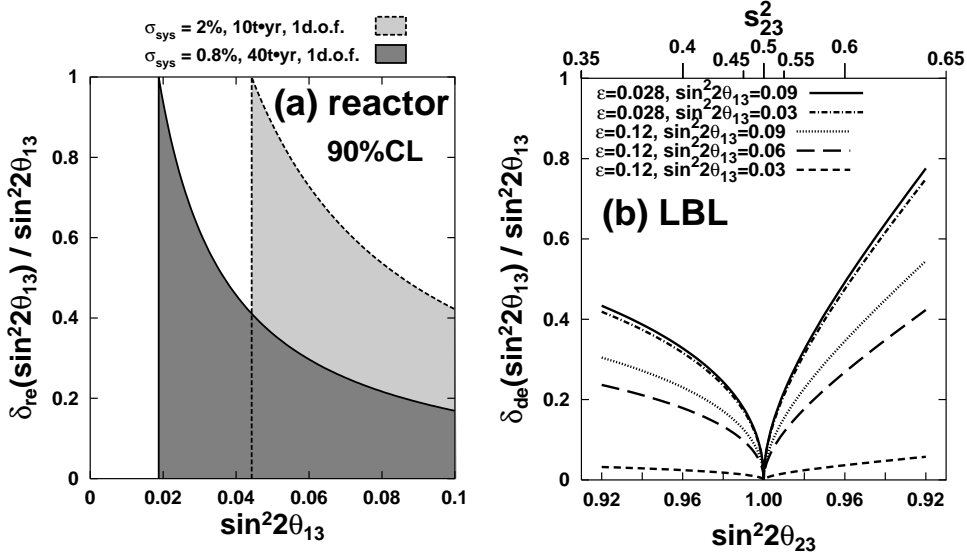 σsys = 2%, 10t•yr, 1d.o.f.
σsys = 0.8%, 40t•yr, 1d.o.f.
(a) reactor
90%CL
δre(sin²2θ13) / sin²2θ13
1
0.8
0.6
0.4
0.2
0
0 0.02 0.04 0.06 0.08 0.1
sin²2θ13
s²23
0.35 0.4 0.45 0.5 0.55 0.6 0.65
ε=0.028, sin²2θ13=0.09
ε=0.028, sin²2θ13=0.03
ε=0.12, sin²2θ13=0.09
ε=0.12, sin²2θ13=0.06
ε=0.12, sin²2θ13=0.03
(b) LBL
δde(sin²2θ13) / sin²2θ13
1
0.8
0.6
0.4
0.2
0
0.92 0.96 1.00 0.96 0.92
sin²2θ23